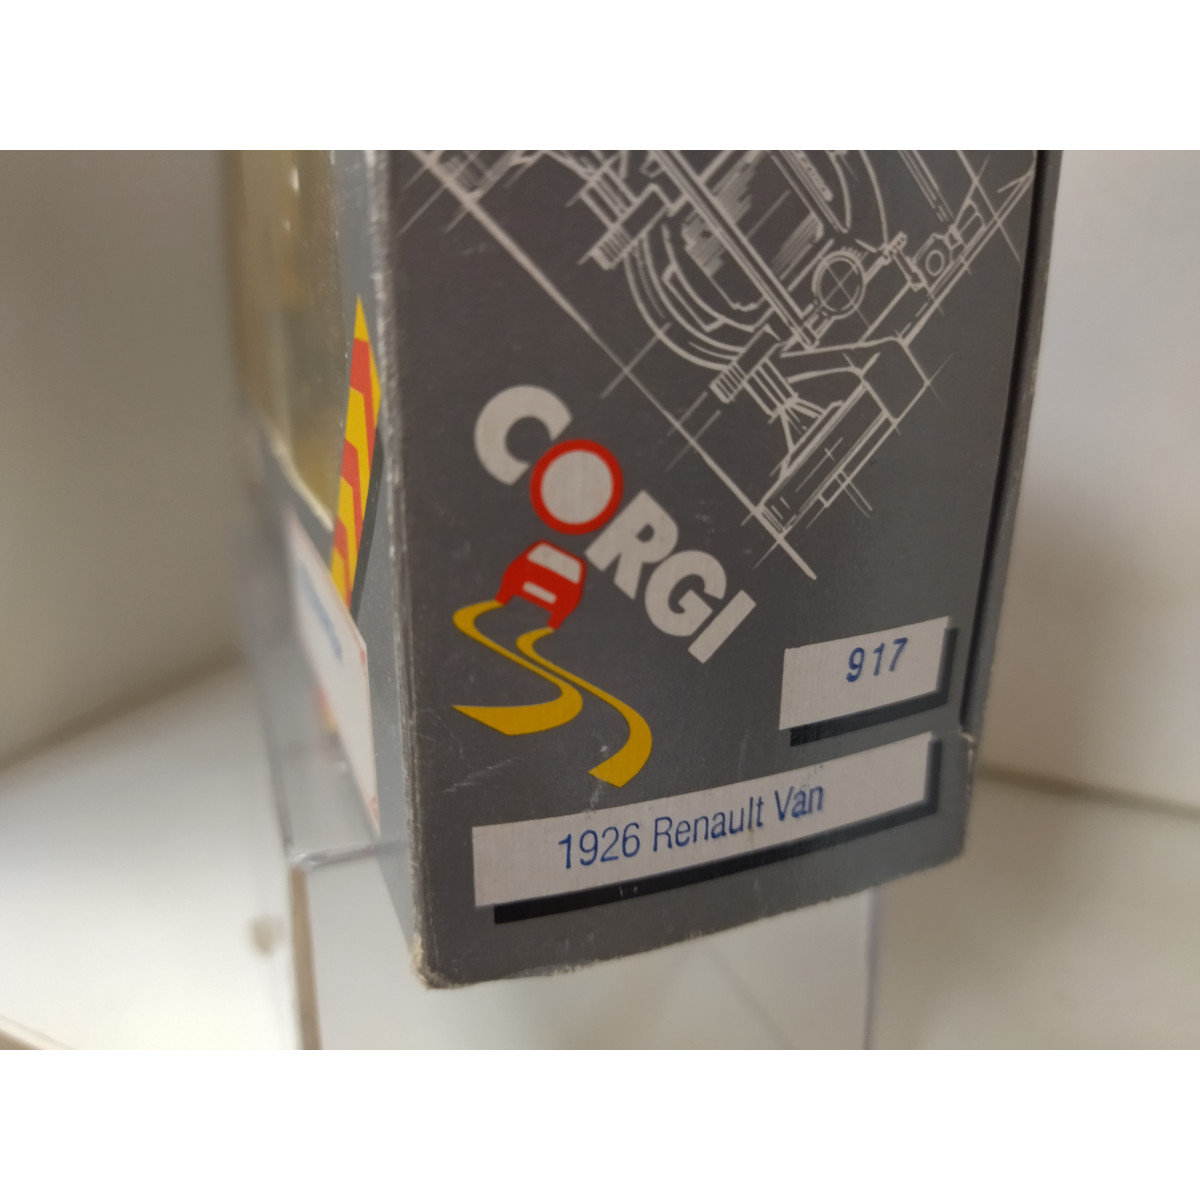 CORGI
917
1926 Renault Van